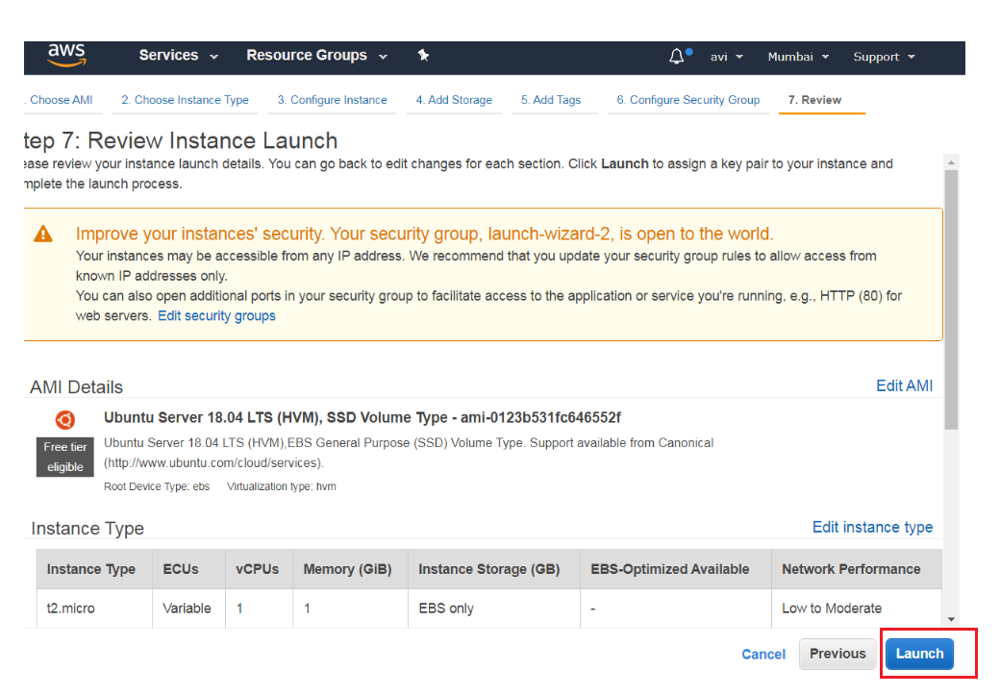 aws Services Resource Groups avi Mumbai Support
. Choose AMI 2. Choose Instance Type 3. Configure Instance 4. Add Storage 5. Add Tags 6. Configure Security Group 7. Review
tep 7: Review Instance Launch
ease review your instance launch details. You can go back to edit changes for each section. Click Launch to assign a key pair to your instance and
mplete the launch process.
Improve your instances' security. Your security group, launch-wizard-2, is open to the world.
Your instances may be accessible from any IP address. We recommend that you update your security group rules to allow access from
known IP addresses only.
You can also open additional ports in your security group to facilitate access to the application or service you're running, e.g., HTTP (80) for
web servers. Edit security groups
AMI Details Edit AMI
Ubuntu Server 18.04 LTS (HVM), SSD Volume Type - ami-0123b531fc646552f
Free tier
eligible
Ubuntu Server 18.04 LTS (HVM),EBS General Purpose (SSD) Volume Type. Support available from Canonical
(http://www.ubuntu.com/cloud/services).
Root Device Type: ebs Virtualization type: hvm
Instance Type Edit instance type
Instance Type ECUs vCPUs Memory (GiB) Instance Storage (GB) EBS-Optimized Available Network Performance
t2.micro Variable 1 1 EBS only - Low to Moderate
Cancel Previous Launch